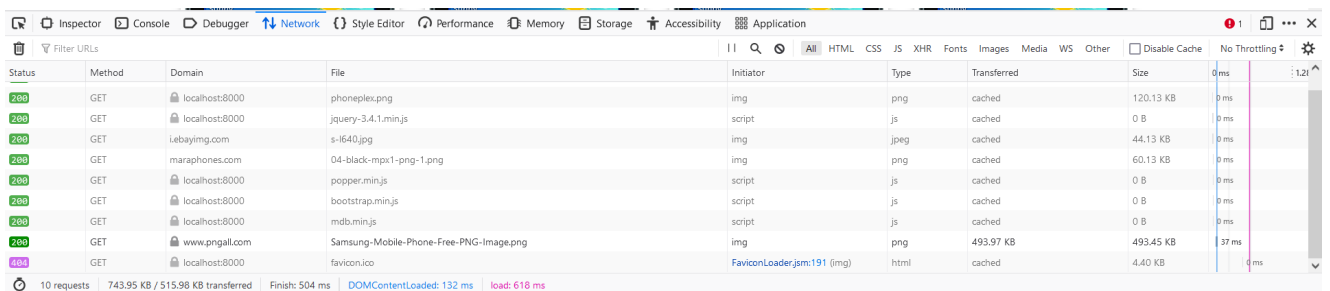 Inspector Console Debugger Network Style Editor Performance Memory Storage Accessibility Application 1
Filter URLs All HTML CSS JS XHR Fonts Images Media WS Other Disable Cache No Throttling
Status Method Domain File Initiator Type Transferred Size 0 ms 1.28
200 GET localhost:8000 phoneplex.png img png cached 120.13 KB 0 ms
200 GET localhost:8000 jquery-3.4.1.min.js script js cached 0 B 0 ms
200 GET i.ebayimg.com s-l640.jpg img jpeg cached 44.13 KB 0 ms
200 GET maraphones.com 04-black-mpx1-png-1.png img png cached 60.13 KB 0 ms
200 GET localhost:8000 popper.min.js script js cached 0 B 0 ms
200 GET localhost:8000 bootstrap.min.js script js cached 0 B 0 ms
200 GET localhost:8000 mdb.min.js script js cached 0 B 0 ms
200 GET www.pngall.com Samsung-Mobile-Phone-Free-PNG-Image.png img png 493.97 KB 493.45 KB 37 ms
404 GET localhost:8000 favicon.ico FaviconLoader.jsm:191 (img) html cached 4.40 KB 0 ms
10 requests 743.95 KB / 515.98 KB transferred Finish: 504 ms DOMContentLoaded: 132 ms load: 618 ms